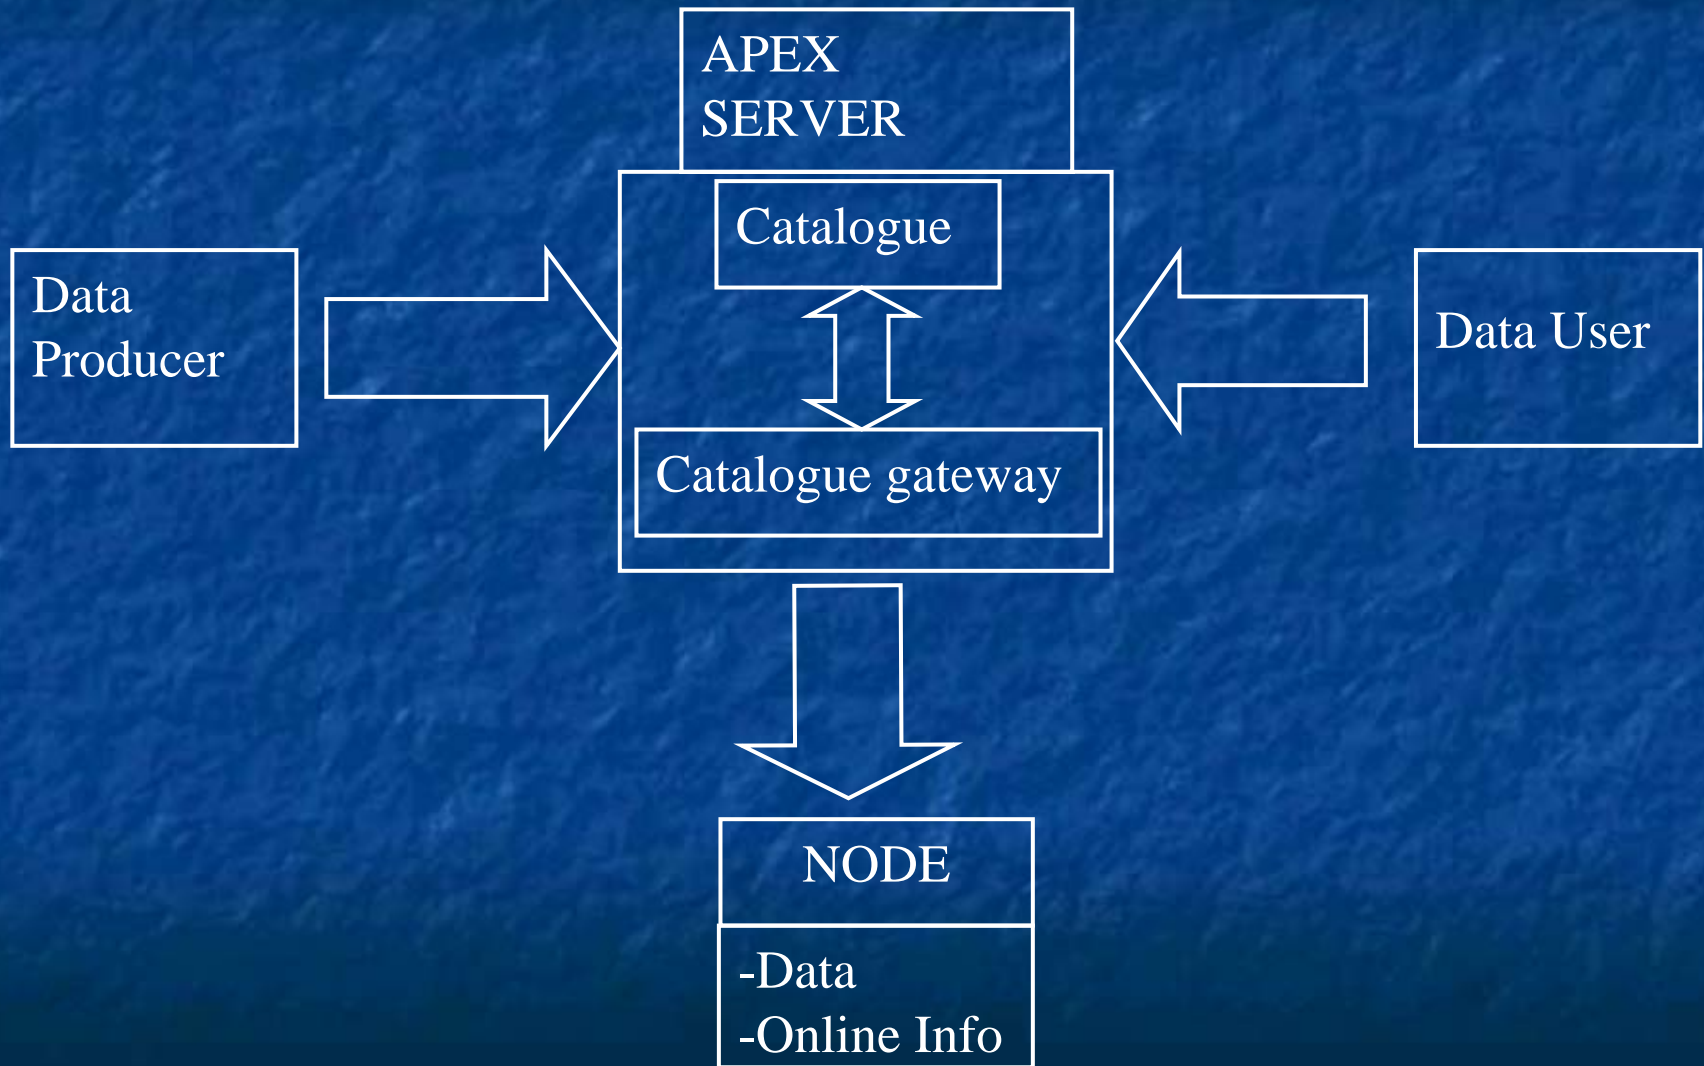 APEX
SERVER
Catalogue
Data
Producer
Data User
Catalogue gateway
NODE
-Data
-Online Info